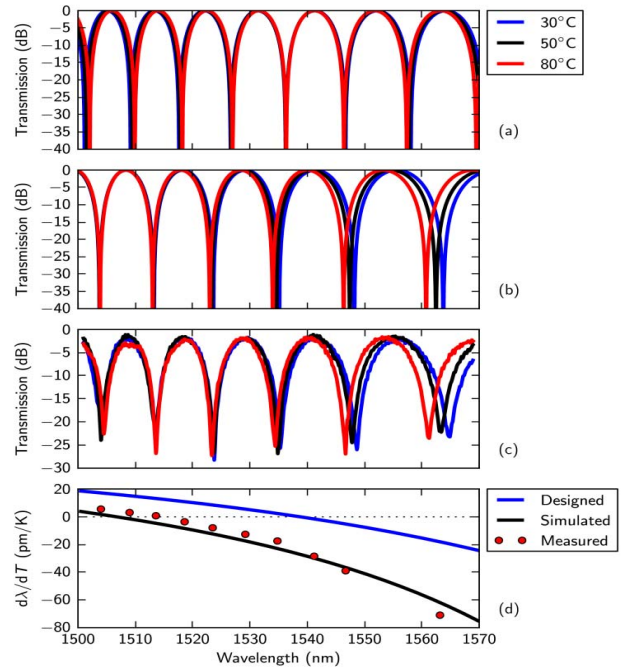 0
−5
−10
−15
−20
−25
−30
−35
−40
Transmission (dB)
(a)
30°C
50°C
80°C
0
−5
−10
−15
−20
−25
−30
−35
−40
Transmission (dB)
(b)
0
−5
−10
−15
−20
−25
−30
Transmission (dB)
(c)
20
0
−20
−40
−60
−80
dλ/dT (pm/K)
(d)
Designed
Simulated
Measured
1500 1510 1520 1530 1540 1550 1560 1570
Wavelength (nm)